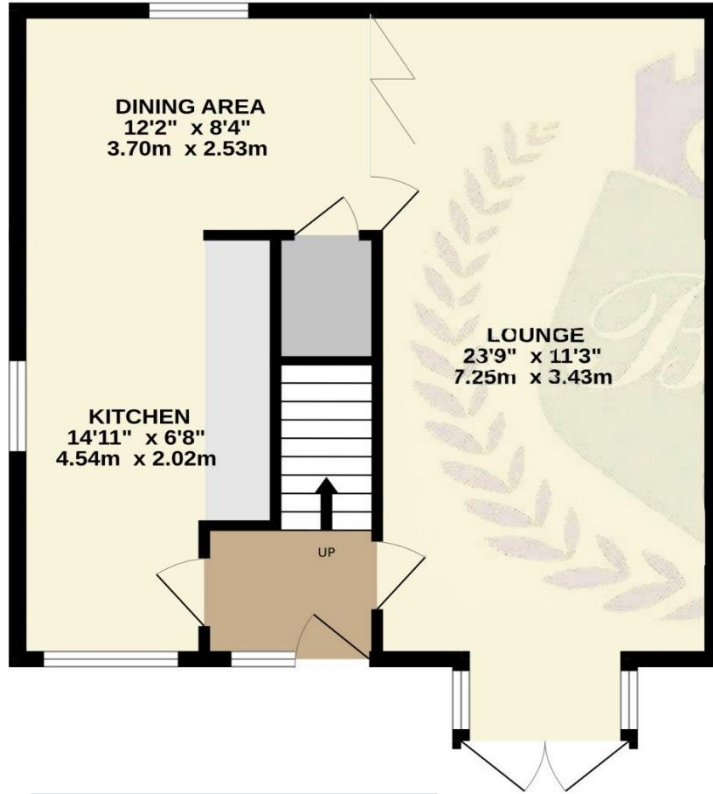 DINING AREA
12'2" x 8'4"
3.70m x 2.53m
LOUNGE
23'9" x 11'3"
7.25m x 3.43m
KITCHEN
14'11" x 6'8"
4.54m x 2.02m
UP